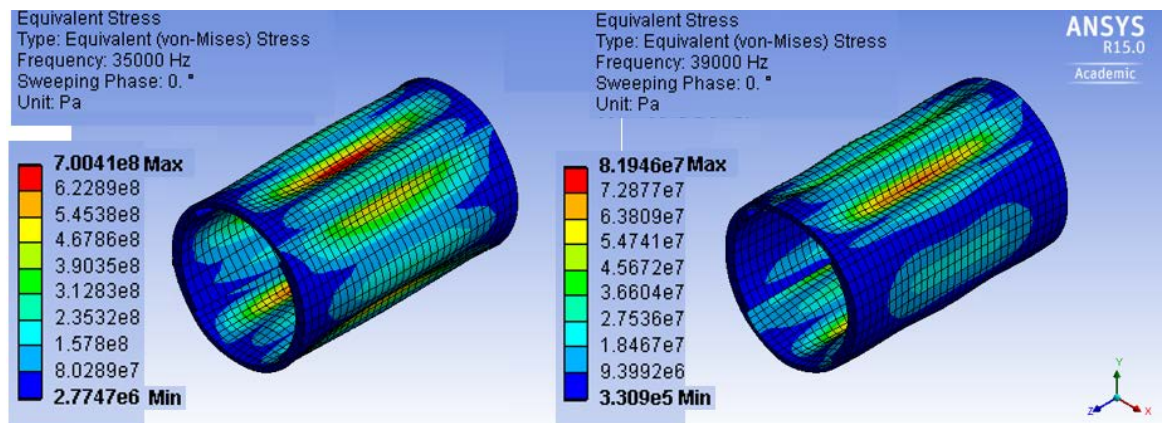 Equivalent Stress
Type: Equivalent (von-Mises) Stress
Frequency: 35000 Hz
Sweeping Phase: 0. °
Unit: Pa
7.0041e8 Max
6.2289e8
5.4538e8
4.6786e8
3.9035e8
3.1283e8
2.3532e8
1.578e8
8.0289e7
2.7747e6 Min
Equivalent Stress
Type: Equivalent (von-Mises) Stress
Frequency: 39000 Hz
Sweeping Phase: 0. °
Unit: Pa
8.1946e7 Max
7.2877e7
6.3809e7
5.4741e7
4.5672e7
3.6604e7
2.7536e7
1.8467e7
9.3992e6
3.309e5 Min
ANSYS
R15.0
Academic
Y
Z
X